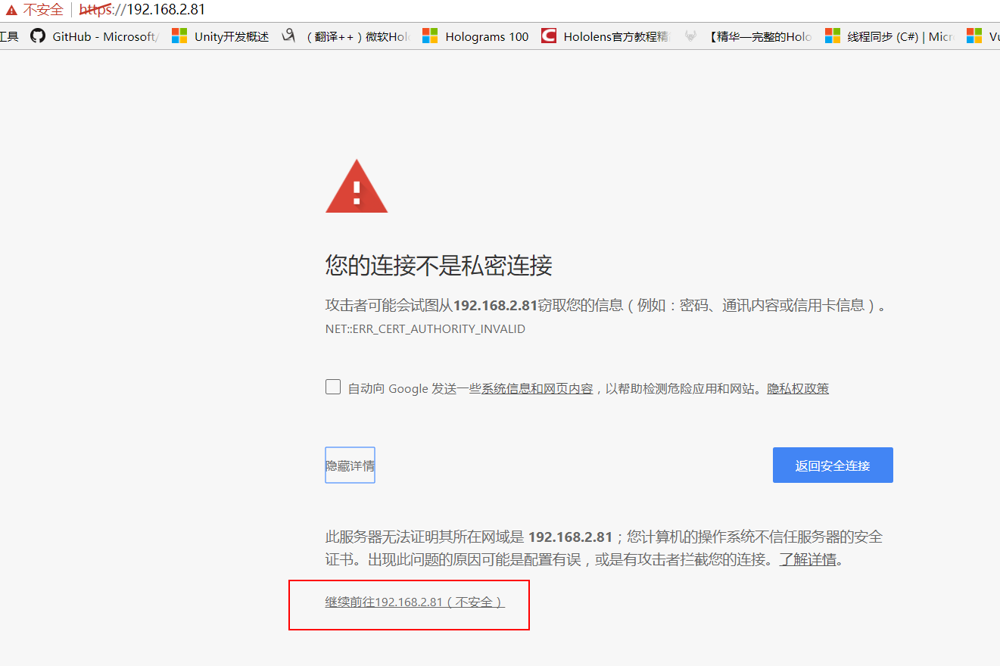 不安全 https://192.168.2.81
工具 GitHub - Microsoft/ Unity开发概述 （翻译++）微软Hol Holograms 100 Hololens官方教程精 【精华—完整的Holo 线程同步 (C#) | Micr Vu
您的连接不是私密连接
攻击者可能会试图从192.168.2.81窃取您的信息（例如：密码、通讯内容或信用卡信息）。
NET::ERR_CERT_AUTHORITY_INVALID
自动向 Google 发送一些系统信息和网页内容，以帮助检测危险应用和网站。隐私权政策
隐藏详情 返回安全连接
此服务器无法证明其所在网域是 192.168.2.81；您计算机的操作系统不信任服务器的安全
证书。出现此问题的原因可能是配置有误，或是有攻击者拦截您的连接。了解详情。
继续前往192.168.2.81（不安全）